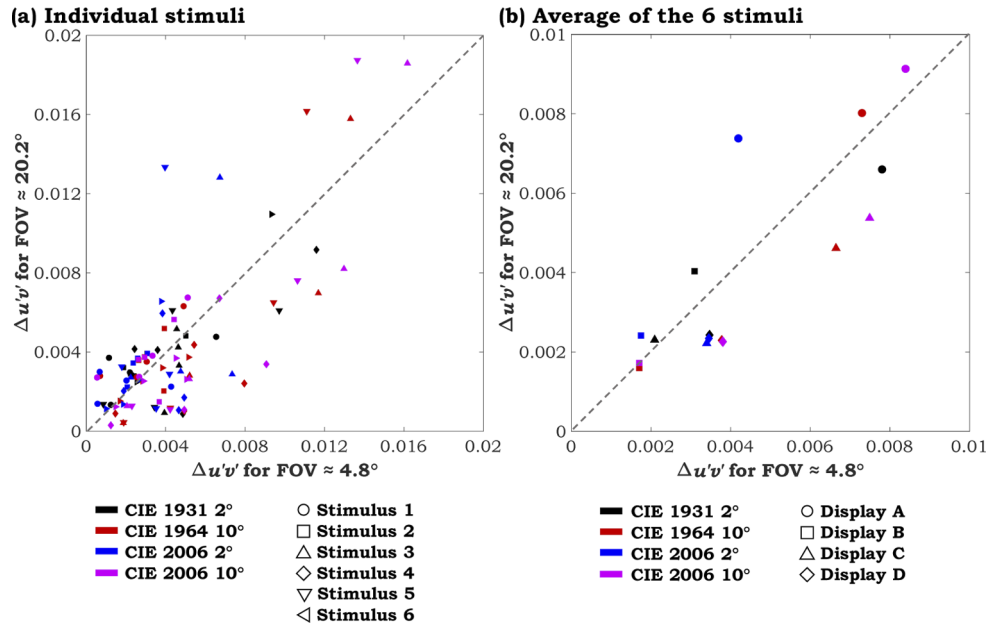 (a) Individual stimuli
0.02
0.016
0.012
0.008
0.004
0
0
0.004
0.008
0.012
0.016
0.02
Δu'v' for FOV ≈ 20.2°
Δu'v' for FOV ≈ 4.8°
CIE 1931 2°
CIE 1964 10°
CIE 2006 2°
CIE 2006 10°
Stimulus 1
Stimulus 2
Stimulus 3
Stimulus 4
Stimulus 5
Stimulus 6
(b) Average of the 6 stimuli
0.01
0.008
0.006
0.004
0.002
0
0
0.002
0.004
0.006
0.008
0.01
Δu'v' for FOV ≈ 20.2°
Δu'v' for FOV ≈ 4.8°
CIE 1931 2°
CIE 1964 10°
CIE 2006 2°
CIE 2006 10°
Display A
Display B
Display C
Display D